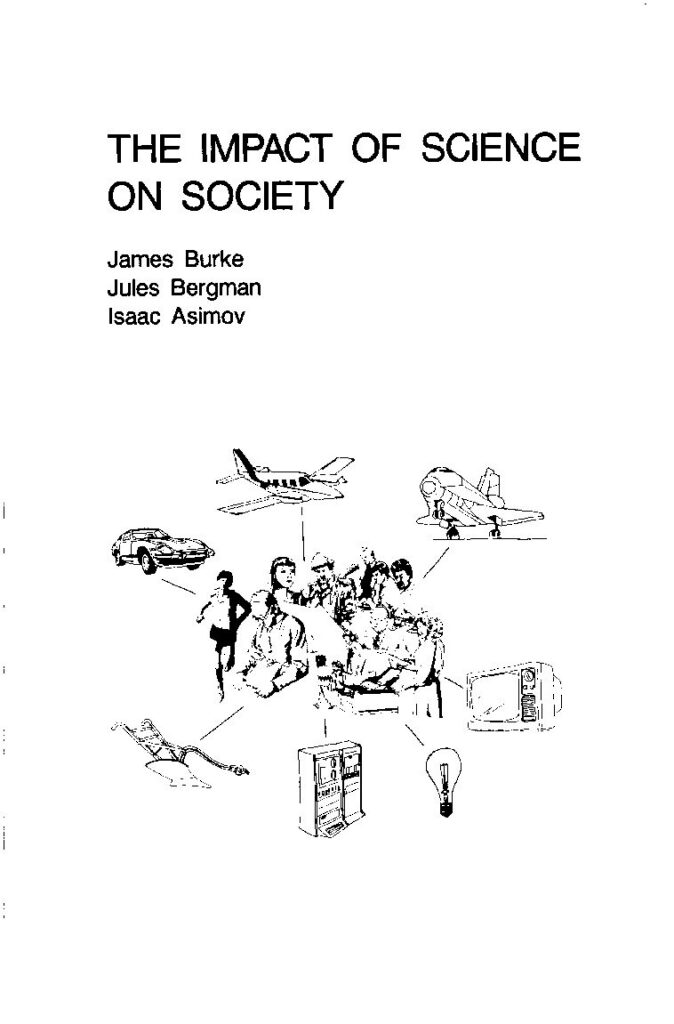 THE IMPACT OF SCIENCE
ON SOCIETY
James Burke
Jules Bergman
Isaac Asimov